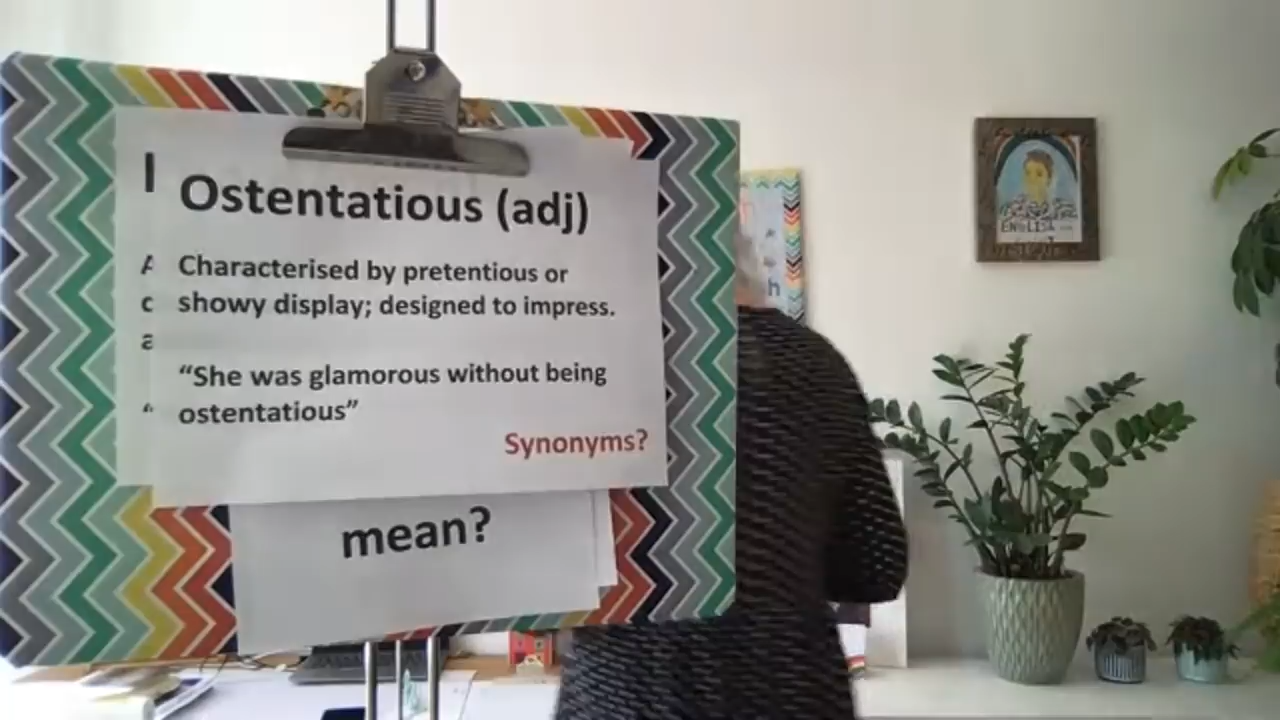 Ostentatious (adj)
Characterised by pretentious or
showy display; designed to impress.
“She was glamorous without being
ostentatious”
Synonyms?
mean?
ENGLISH